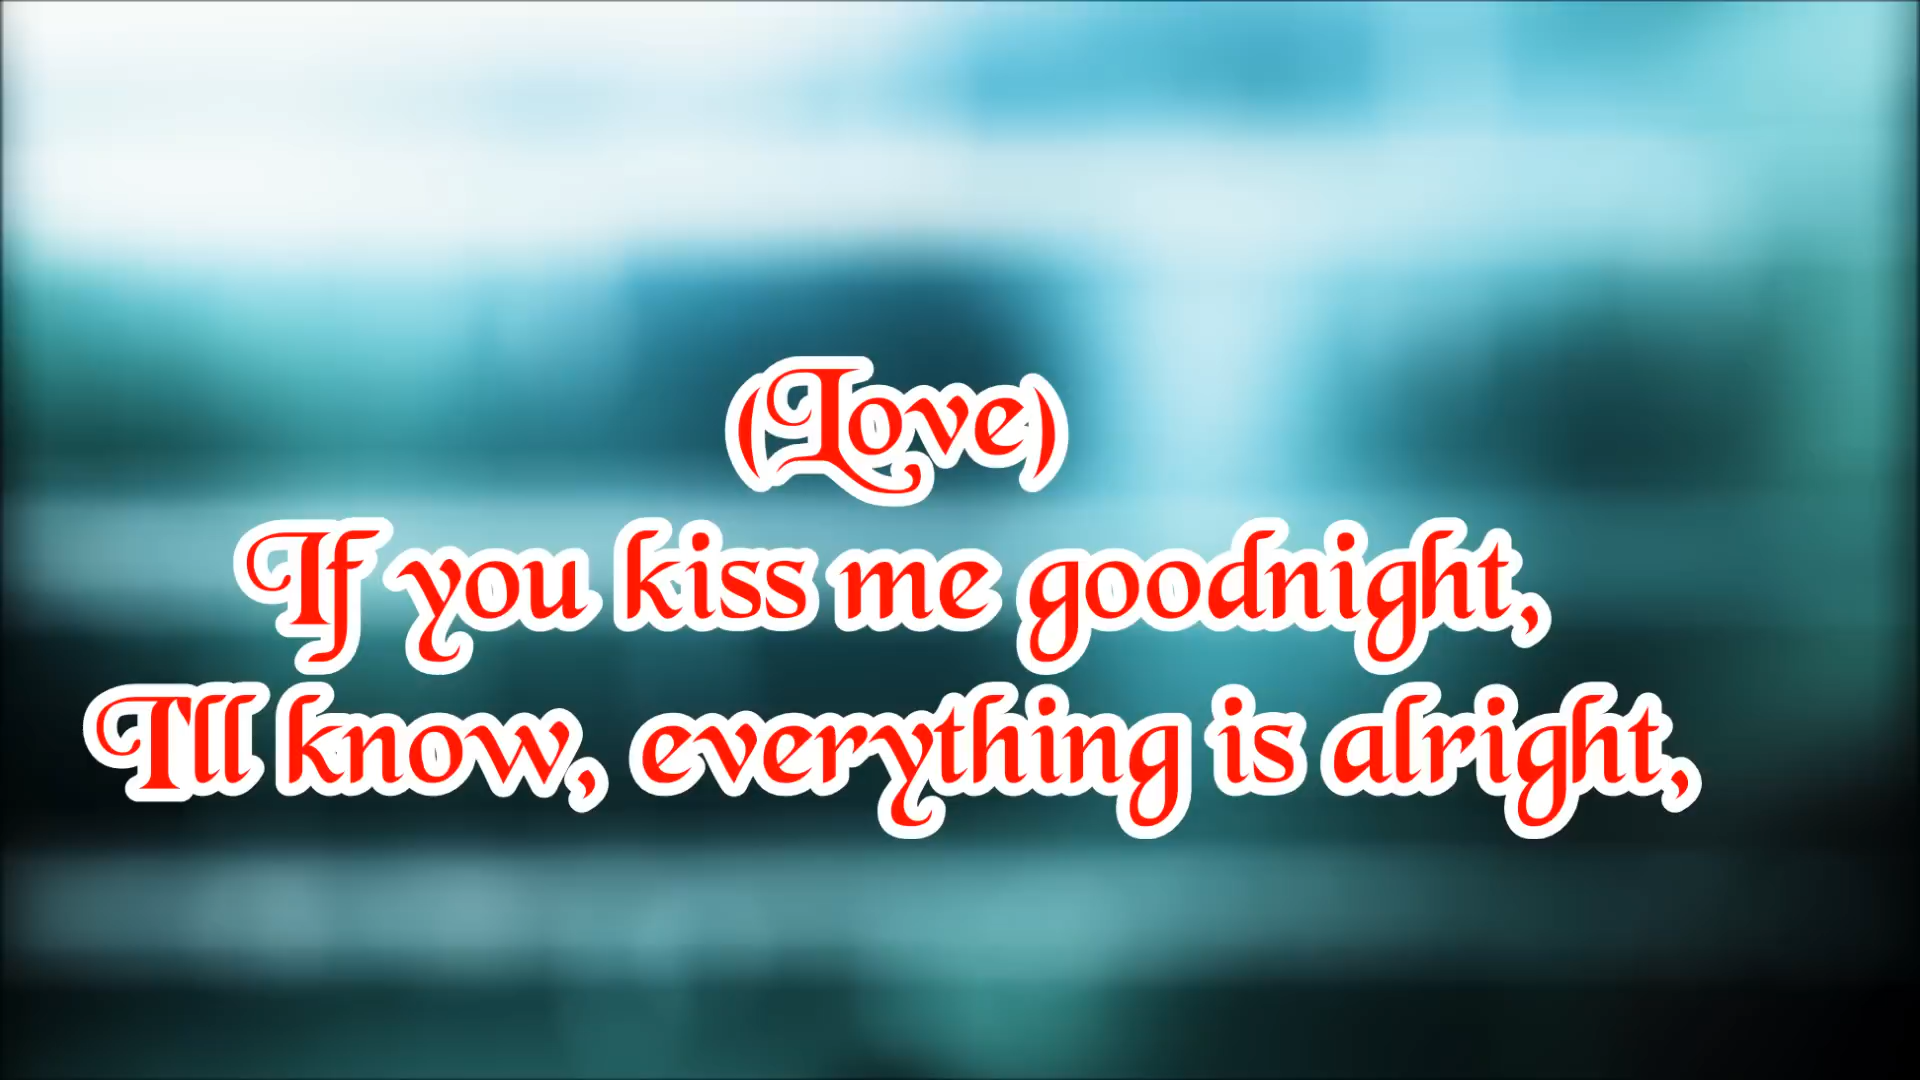 (Love)
If you kiss me goodnight,
I'll know, everything is alright,